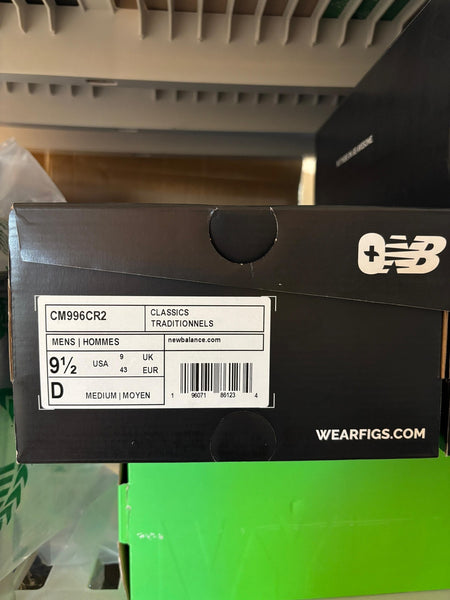 NB
CM996CR2
CLASSICS
TRADITIONNELS
MENS | HOMMES
newbalance.com
9½ USA 9 UK
43 EUR
D MEDIUM | MOYEN
1 96071 86123 4
WEARFIGS.COM